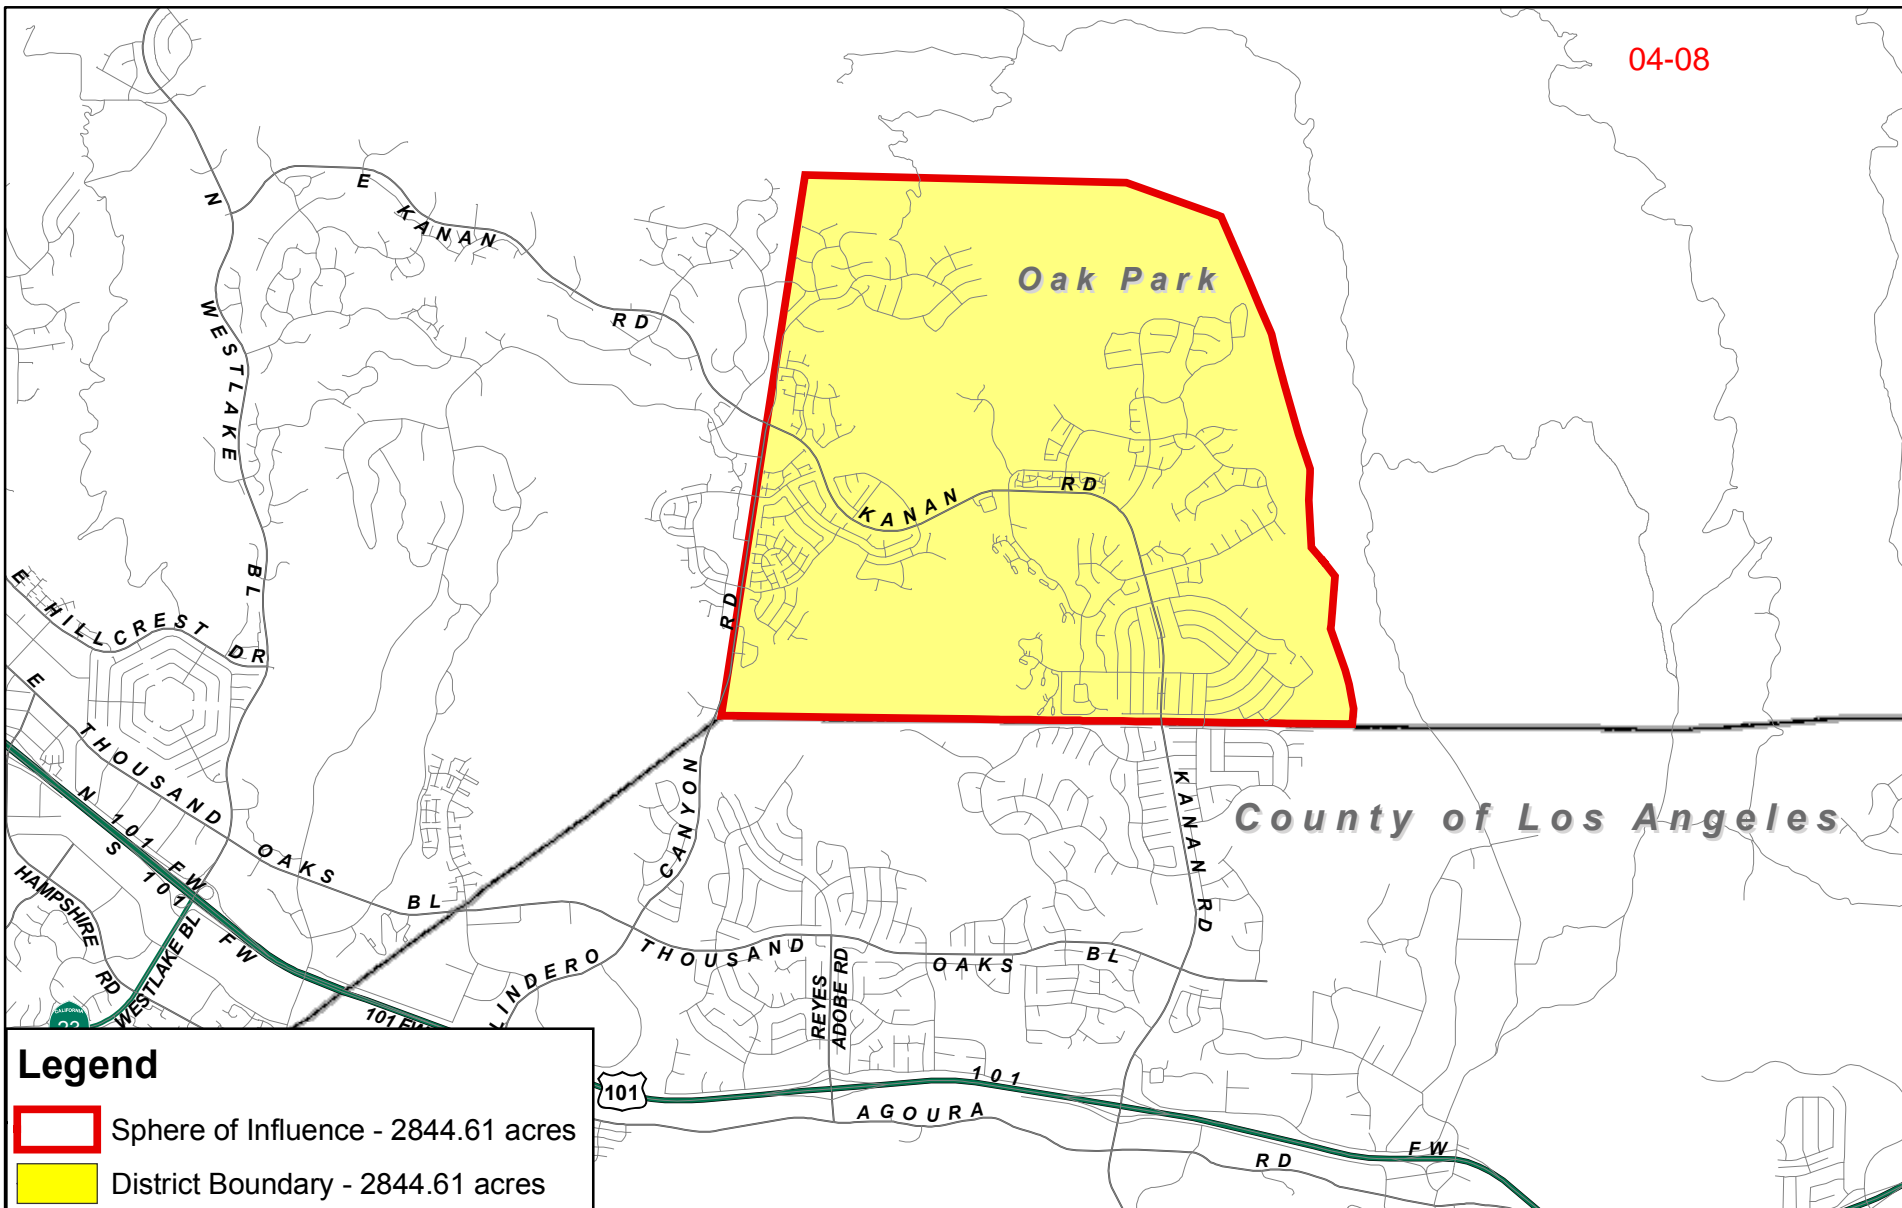 04-08
N WESTLAKE BL
E KANAN RD
Oak Park
KANAN RD
RD
E HILLCREST DR
E THOUSAND OAKS BL
N 101 FW
S 101 FW
HAMPSHIRE RD
WESTLAKE BL
CALIFORNIA
23
101 FW
LINDERO CANYON
THOUSAND OAKS BL
REYES ADOBE RD
KANAN RD
County of Los Angeles
101
101 FW
AGOURA RD
Legend
Sphere of Influence - 2844.61 acres
District Boundary - 2844.61 acres